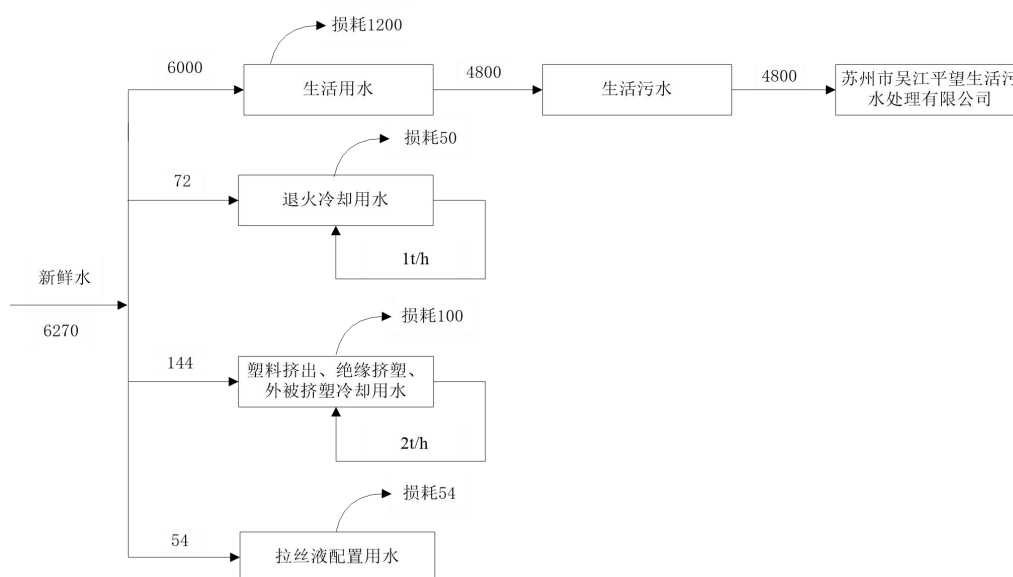 损耗1200
6000
生活用水
4800
生活污水
4800
苏州市吴江平望生活污
水处理有限公司
损耗50
72
退火冷却用水
1t/h
新鲜水
6270
损耗100
144
塑料挤出、绝缘挤塑、
外被挤塑冷却用水
2t/h
损耗54
54
拉丝液配置用水